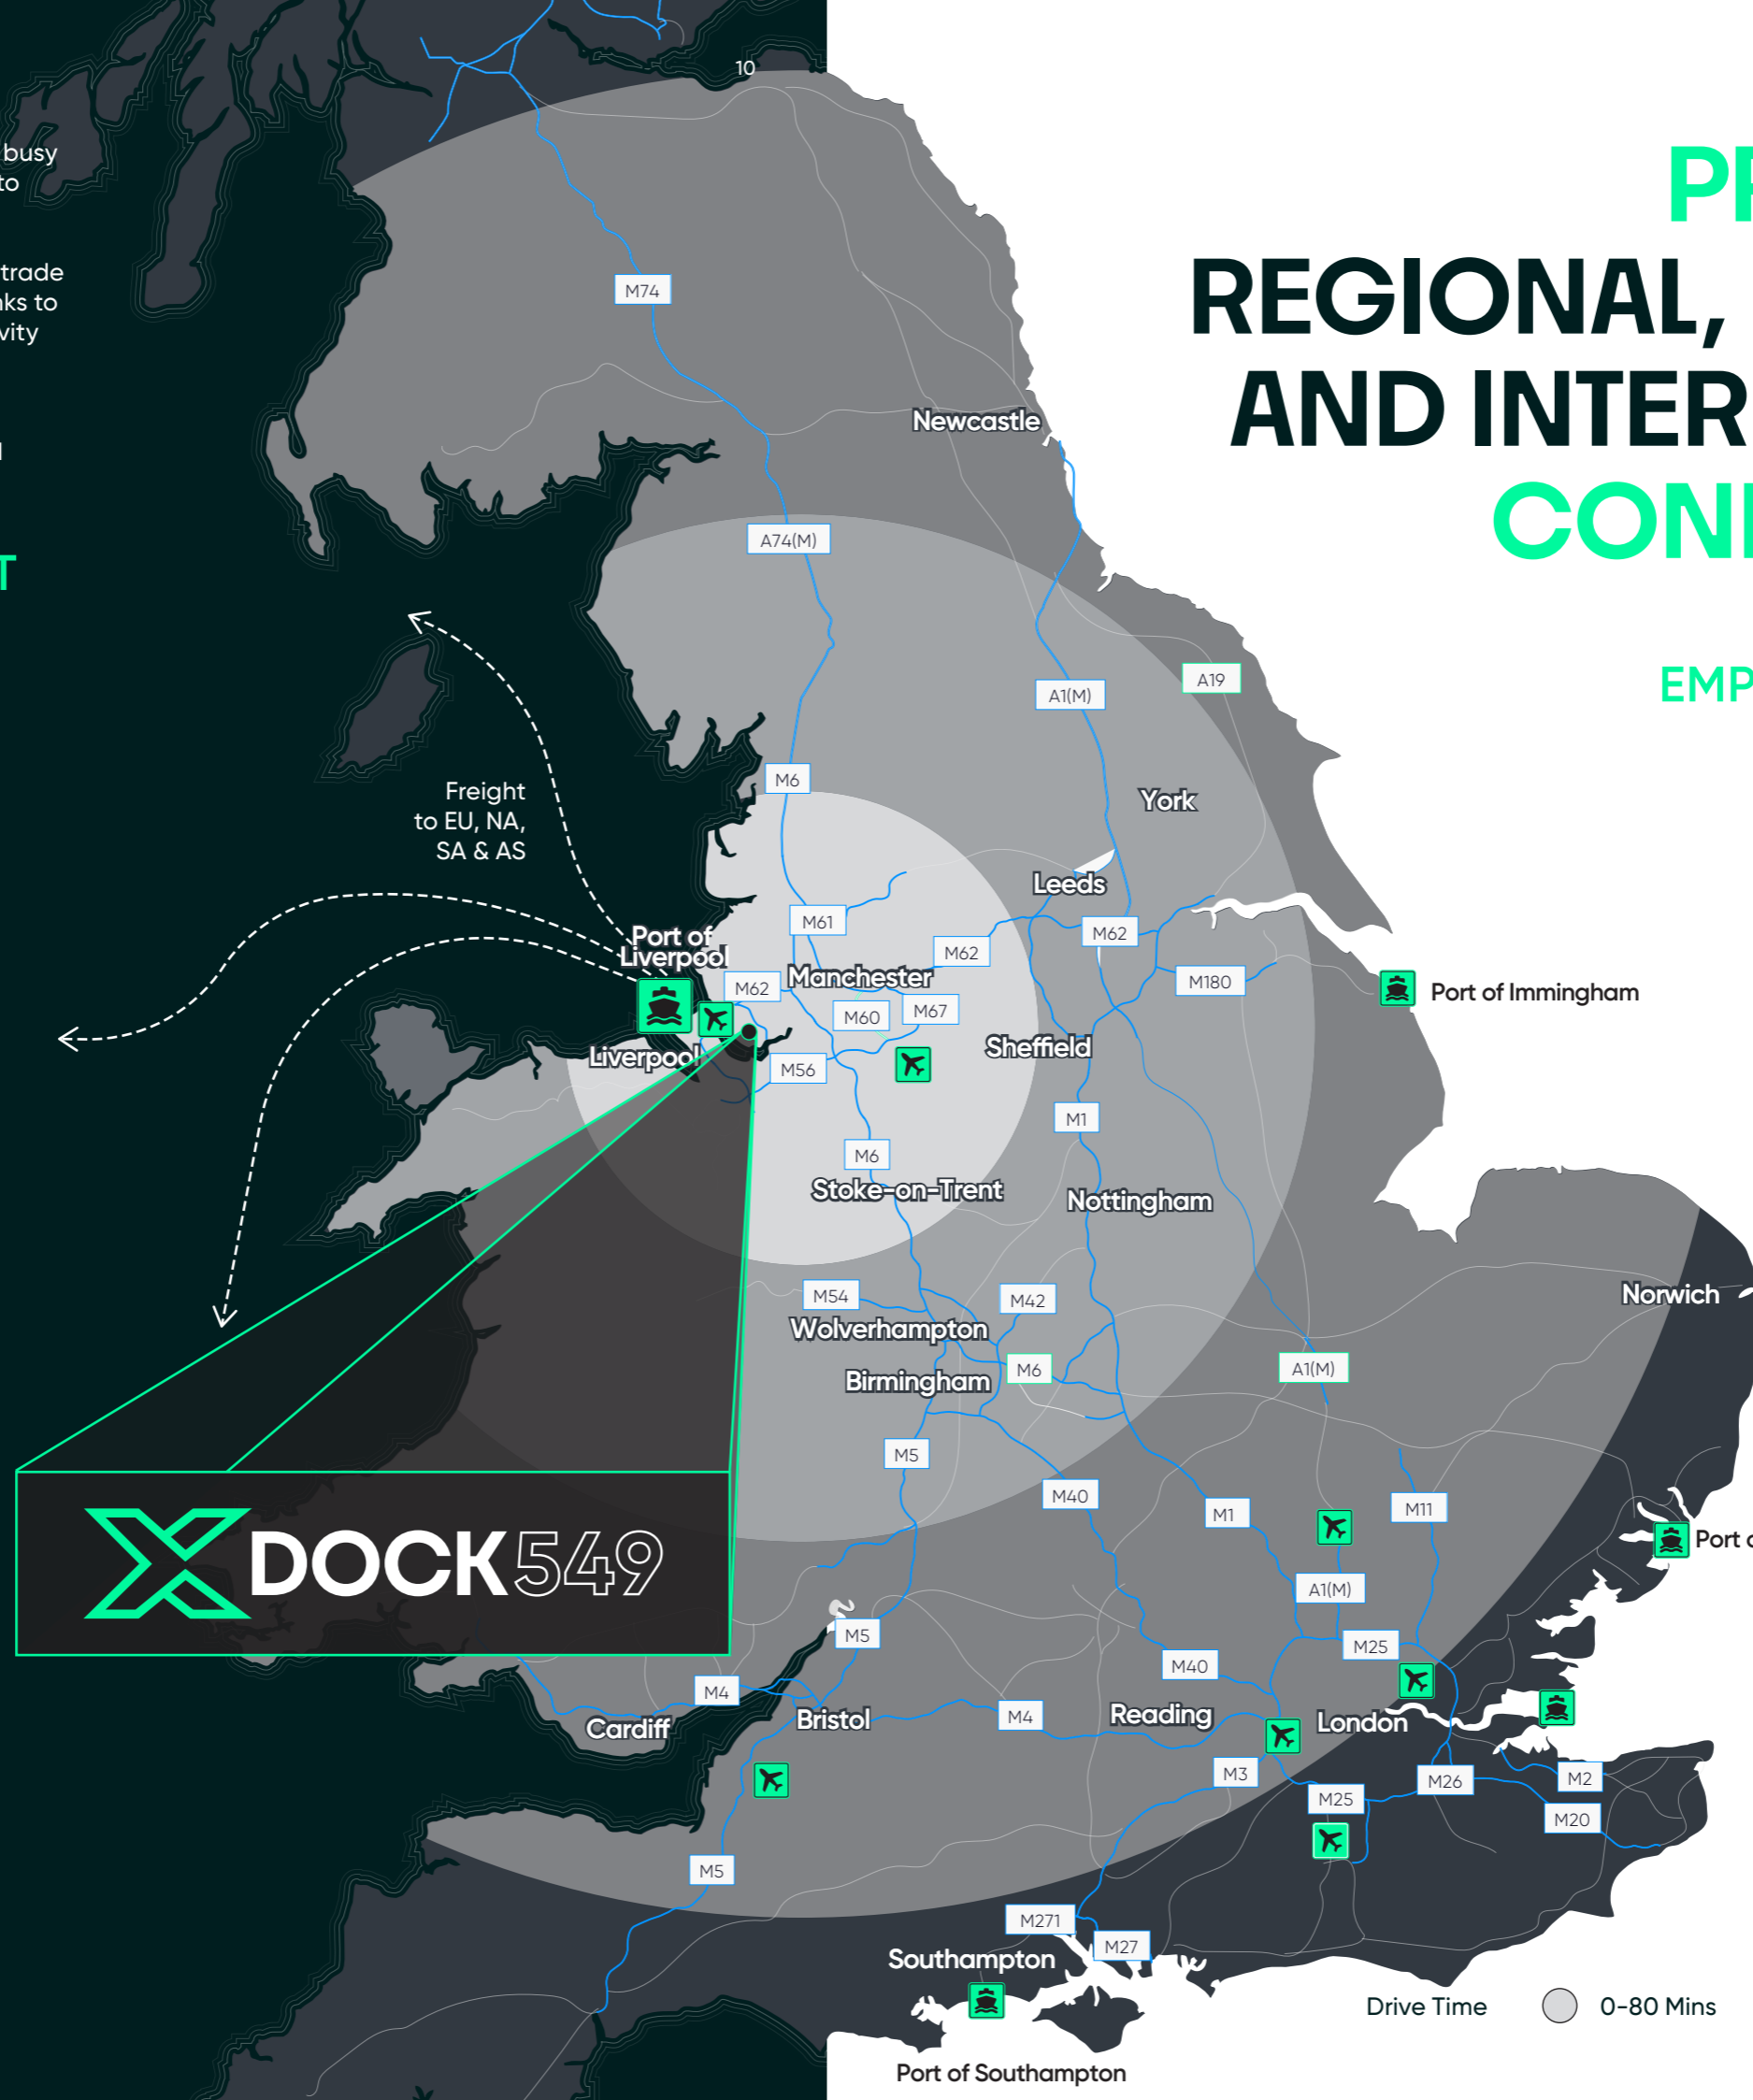 10
busy
to
trade
nks to
vity
T
PR
REGIONAL,
AND INTER
CONN
EMP
M74
Newcastle
A74(M)
A1(M)
A19
M6
York
Freight
to EU, NA,
SA & AS
Leeds
M61
M62
M62
Port of
Liverpool
Manchester
M62
M180
Port of Immingham
M60
M67
Liverpool
Sheffield
M56
M1
M6
Stoke-on-Trent
Nottingham
M54
M42
Norwich
Wolverhampton
M6
A1(M)
Birmingham
M5
M40
M1
M11
Port o
XDOCK549
A1(M)
M5
M25
M40
M4
Cardiff
Bristol
M4
Reading
London
M3
M25
M26
M2
M20
M5
M271
M27
Southampton
Port of Southampton
Drive Time
0-80 Mins